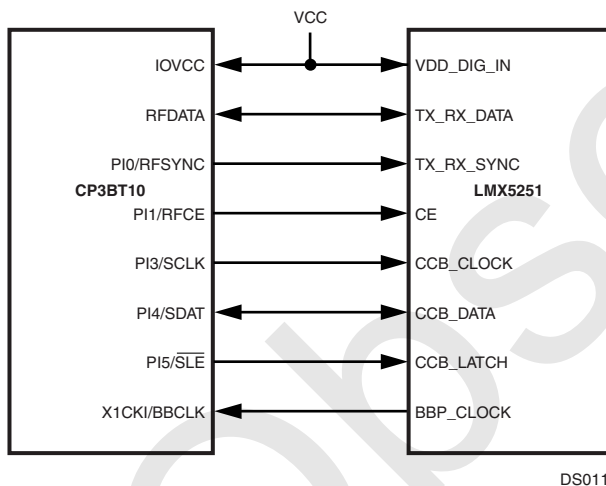 VCC
IOVCC VDD_DIG_IN
RFDATA TX_RX_DATA
PI0/RFSYNC TX_RX_SYNC
CP3BT10 LMX5251
PI1/RFCE CE
PI3/SCLK CCB_CLOCK
PI4/SDAT CCB_DATA
PI5/S̅L̅E̅ CCB_LATCH
X1CKI/BBCLK BBP_CLOCK
DS011